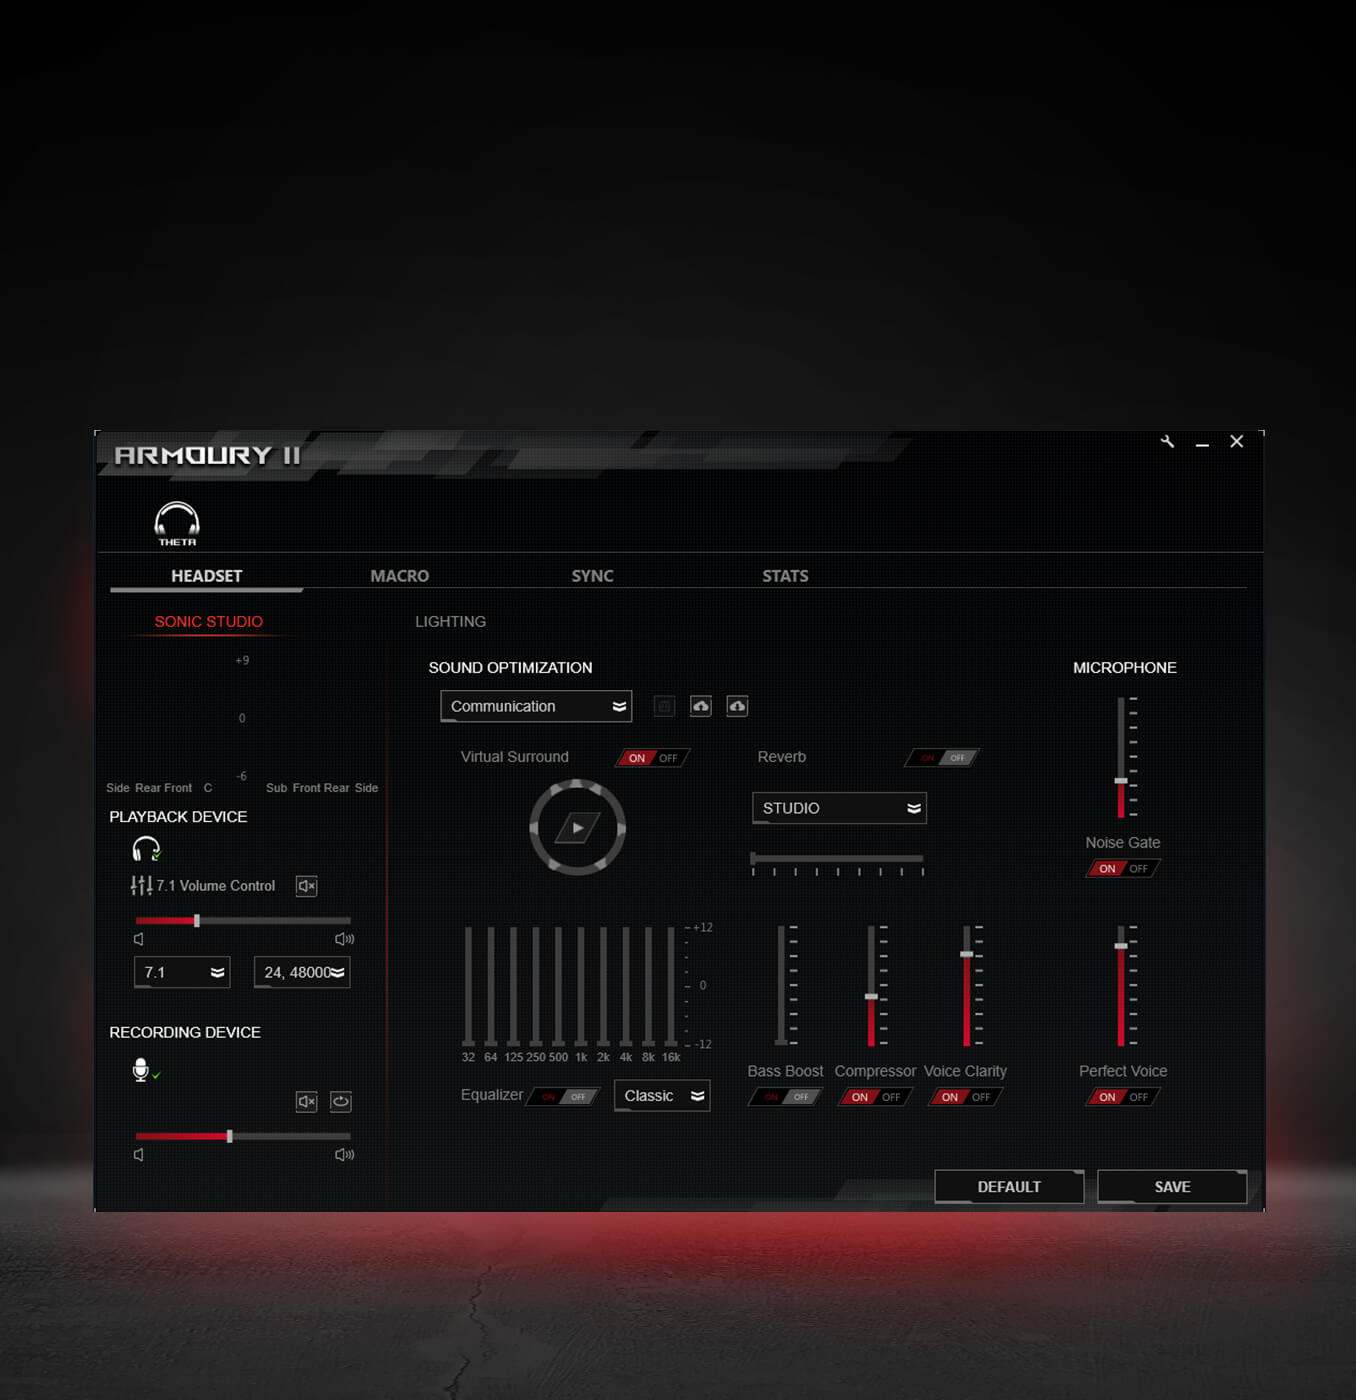 ARMOURY II
THETA
HEADSET MACRO SYNC STATS
SONIC STUDIO LIGHTING
+9
0
-6
Side Rear Front C Sub Front Rear Side
PLAYBACK DEVICE
7.1 Volume Control
7.1 24, 48000
RECORDING DEVICE
SOUND OPTIMIZATION
Communication
Virtual Surround ON OFF
Reverb ON OFF
STUDIO
+12
0
-12
32 64 125 250 500 1k 2k 4k 8k 16k
Equalizer ON OFF Classic
Bass Boost Compressor Voice Clarity
ON OFF ON OFF ON OFF
MICROPHONE
Noise Gate
ON OFF
Perfect Voice
ON OFF
DEFAULT SAVE